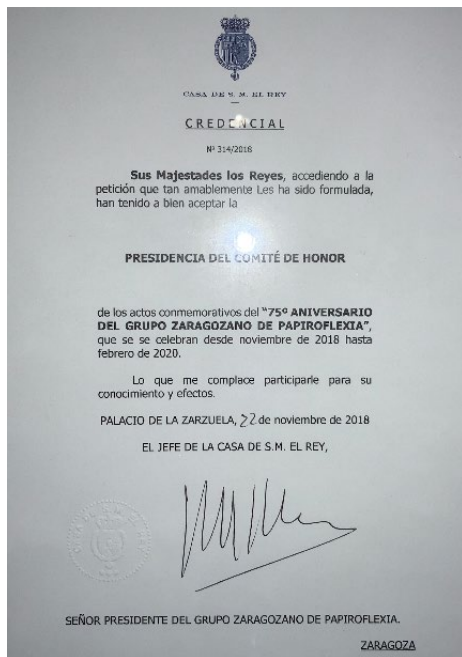 CASA DE S. M. EL REY
CREDENCIAL
Nº 314/2018
Sus Majestades los Reyes, accediendo a la
petición que tan amablemente Les ha sido formulada,
han tenido a bien aceptar la
PRESIDENCIA DEL COMITÉ DE HONOR
de los actos conmemorativos del "75º ANIVERSARIO
DEL GRUPO ZARAGOZANO DE PAPIROFLEXIA",
que se se celebran desde noviembre de 2018 hasta
febrero de 2020.
Lo que me complace participarle para su
conocimiento y efectos.
PALACIO DE LA ZARZUELA, 22 de noviembre de 2018
EL JEFE DE LA CASA DE S.M. EL REY,
SEÑOR PRESIDENTE DEL GRUPO ZARAGOZANO DE PAPIROFLEXIA.
ZARAGOZA